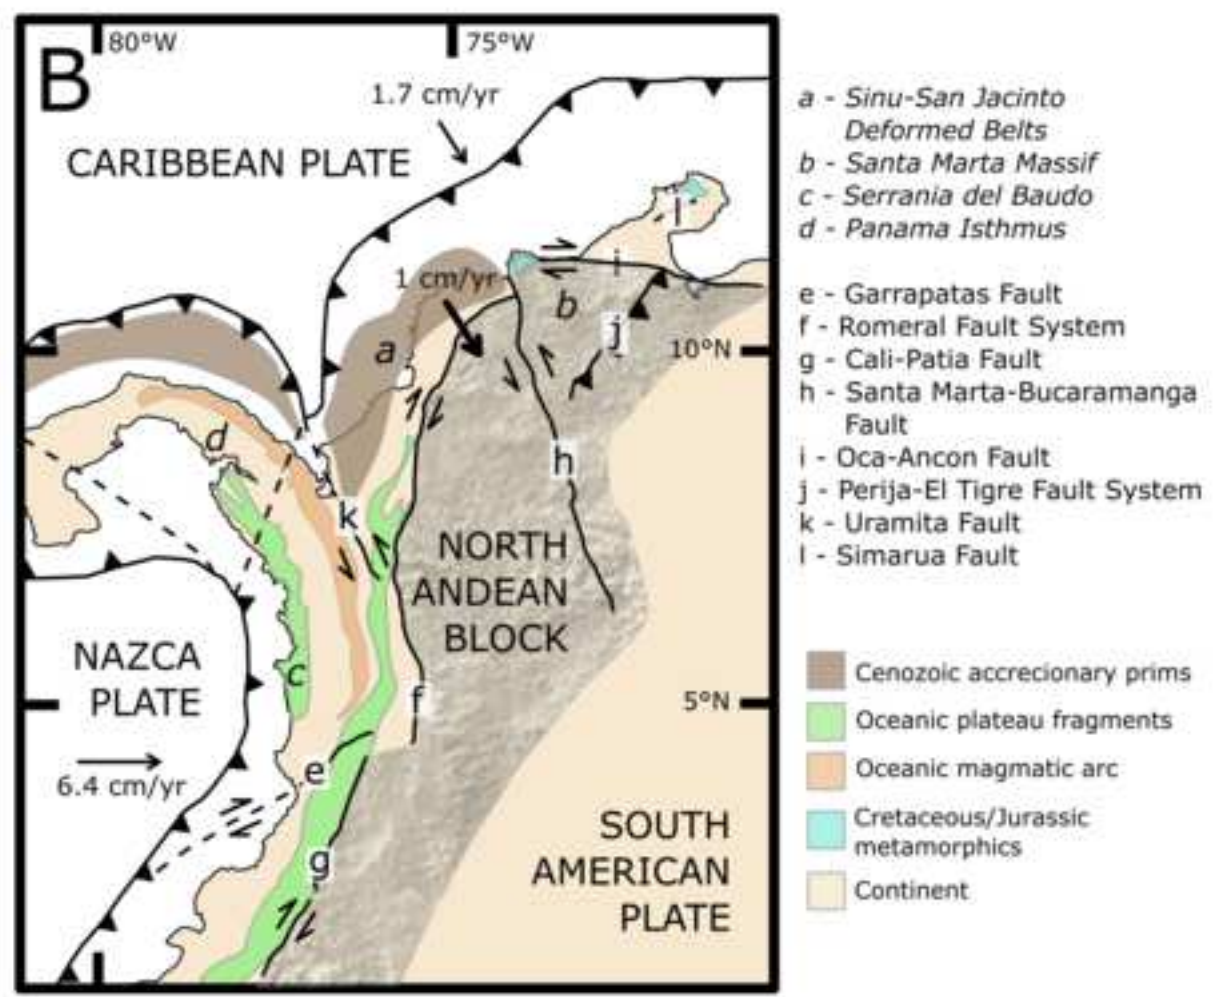 B
80°W
75°W
1.7 cm/yr
CARIBBEAN PLATE
1 cm/yr
a
b
i
l
j
10°N
d
h
k
NORTH
ANDEAN
BLOCK
NAZCA
PLATE
c
f
5°N
6.4 cm/yr
e
g
SOUTH
AMERICAN
PLATE
a - Sinu-San Jacinto
Deformed Belts
b - Santa Marta Massif
c - Serrania del Baudo
d - Panama Isthmus
e - Garrapatas Fault
f - Romeral Fault System
g - Cali-Patia Fault
h - Santa Marta-Bucaramanga
Fault
i - Oca-Ancon Fault
j - Perija-El Tigre Fault System
k - Uramita Fault
l - Simarua Fault
Cenozoic accrecionary prims
Oceanic plateau fragments
Oceanic magmatic arc
Cretaceous/Jurassic
metamorphics
Continent